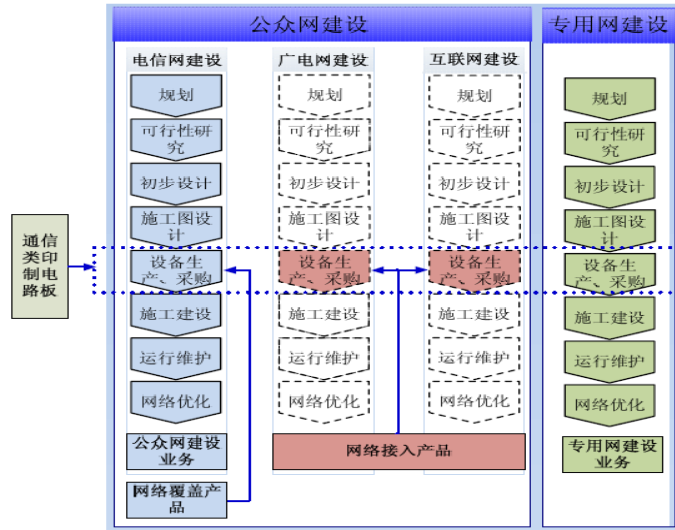 公众网建设
专用网建设
电信网建设
广电网建设
互联网建设
规划
可行性研
究
初步设计
施工图设
计
设备生
产、采购
施工建设
运行维护
网络优化
公众网建设
业务
网络覆盖产
品
规划
可行性研
究
初步设计
施工图设
计
设备生
产、采购
施工建设
运行维护
网络优化
规划
可行性研
究
初步设计
施工图设
计
设备生
产、采购
施工建设
运行维护
网络优化
网络接入产品
规划
可行性研
究
初步设计
施工图设
计
设备生
产、采购
施工建设
运行维护
网络优化
专用网建设
业务
通信
类印
制电
路板